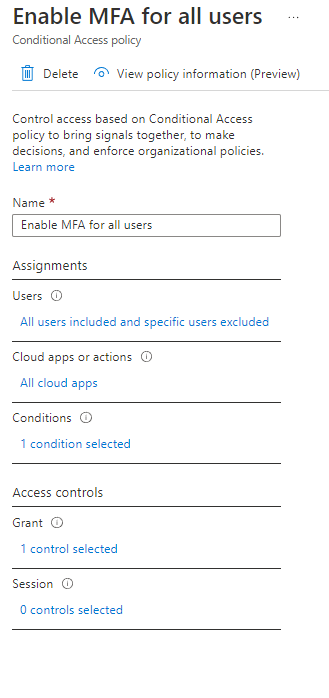 Enable MFA for all users ...
Conditional Access policy
Delete View policy information (Preview)
Control access based on Conditional Access
policy to bring signals together, to make
decisions, and enforce organizational policies.
Learn more
Name *
Enable MFA for all users
Assignments
Users
All users included and specific users excluded
Cloud apps or actions
All cloud apps
Conditions
1 condition selected
Access controls
Grant
1 control selected
Session
0 controls selected